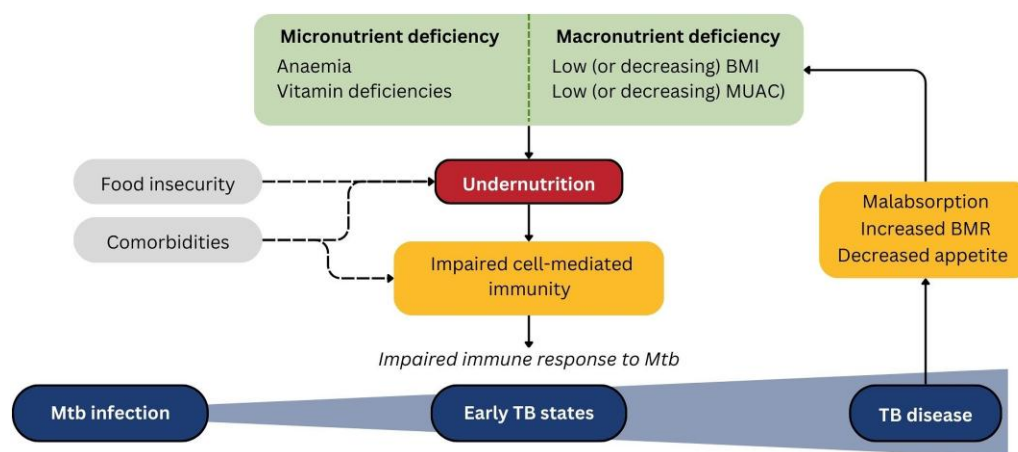 Micronutrient deficiency
Anaemia
Vitamin deficiencies
Macronutrient deficiency
Low (or decreasing) BMI
Low (or decreasing) MUAC)
Food insecurity
Undernutrition
Comorbidities
Impaired cell-mediated
immunity
Malabsorption
Increased BMR
Decreased appetite
Impaired immune response to Mtb
Mtb infection
Early TB states
TB disease